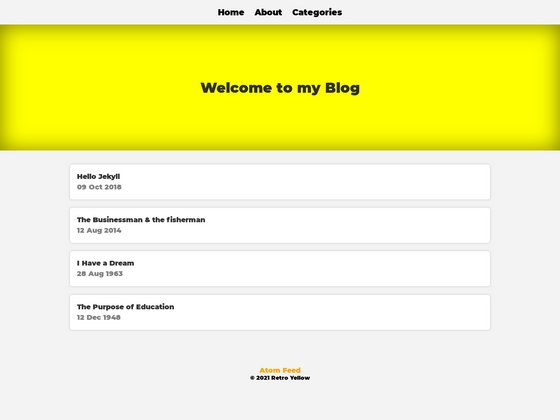 Home About Categories
Welcome to my Blog
Hello Jekyll
09 Oct 2018
The Businessman & the fisherman
12 Aug 2014
I Have a Dream
28 Aug 1963
The Purpose of Education
12 Dec 1948
Atom Feed
© 2021 Retro Yellow